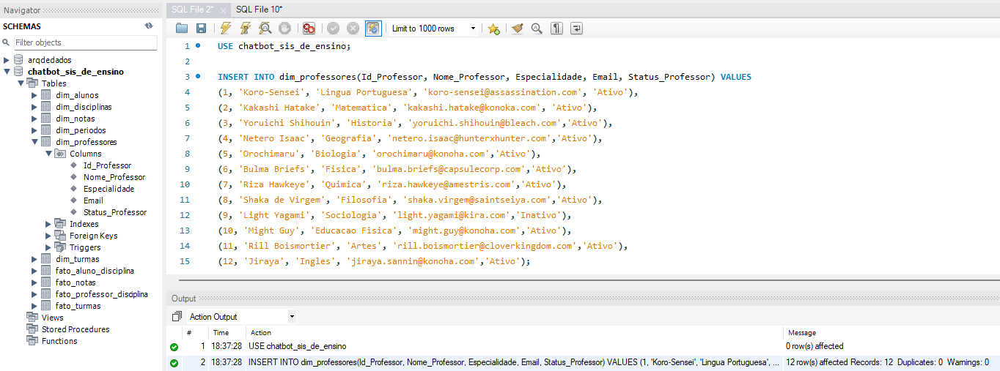 Navigator
SCHEMAS
Filter objects
arqdedados
chatbot_sis_de_ensino
Tables
dim_alunos
dim_disciplinas
dim_notas
dim_periodos
dim_professores
Columns
Id_Professor
Nome_Professor
Especialidade
Email
Status_Professor
Indexes
Foreign Keys
Triggers
dim_turmas
fato_aluno_disciplina
fato_notas
fato_professor_disciplina
fato_turmas
Views
Stored Procedures
Functions
SQL File 2* SQL File 10*
Limit to 1000 rows
1 USE chatbot_sis_de_ensino;
2
3 INSERT INTO dim_professores(Id_Professor, Nome_Professor, Especialidade, Email, Status_Professor) VALUES
4 (1, 'Koro-Sensei', 'Lingua Portuguesa', 'koro-sensei@assassination.com', 'Ativo'),
5 (2, 'Kakashi Hatake', 'Matematica', 'kakashi.hatake@konoka.com', 'Ativo'),
6 (3, 'Yoruichi Shihouin', 'Historia', 'yoruichi.shihouin@bleach.com','Ativo'),
7 (4, 'Netero Isaac', 'Geografia', 'netero.isaac@hunterxhunter.com','Ativo'),
8 (5, 'Orochimaru', 'Biologia', 'orochimaru@konoha.com','Ativo'),
9 (6, 'Bulma Briefs', 'Fisica', 'bulma.briefs@capsulecorp.com','Ativo'),
10 (7, 'Riza Hawkeye', 'Quimica', 'riza.hawkeye@amestris.com','Ativo'),
11 (8, 'Shaka de Virgem', 'Filosofia', 'shaka.virgem@saintseiya.com','Ativo'),
12 (9, 'Light Yagami', 'Sociologia', 'light.yagami@kira.com','Inativo'),
13 (10, 'Might Guy', 'Educacao Fisica', 'might.guy@konoha.com','Ativo'),
14 (11, 'Rill Boismortier', 'Artes', 'rill.boismortier@cloverkingdom.com','Ativo'),
15 (12, 'Jiraya', 'Ingles', 'jiraya.sannin@konoha.com','Ativo');
Output
Action Output
# Time Action Message
1 18:37:28 USE chatbot_sis_de_ensino 0 row(s) affected
2 18:37:28 INSERT INTO dim_professores(Id_Professor, Nome_Professor, Especialidade, Email, Status_Professor) VALUES (1, 'Koro-Sensei', 'Lingua Portuguesa', ... 12 row(s) affected Records: 12 Duplicates: 0 Warnings: 0